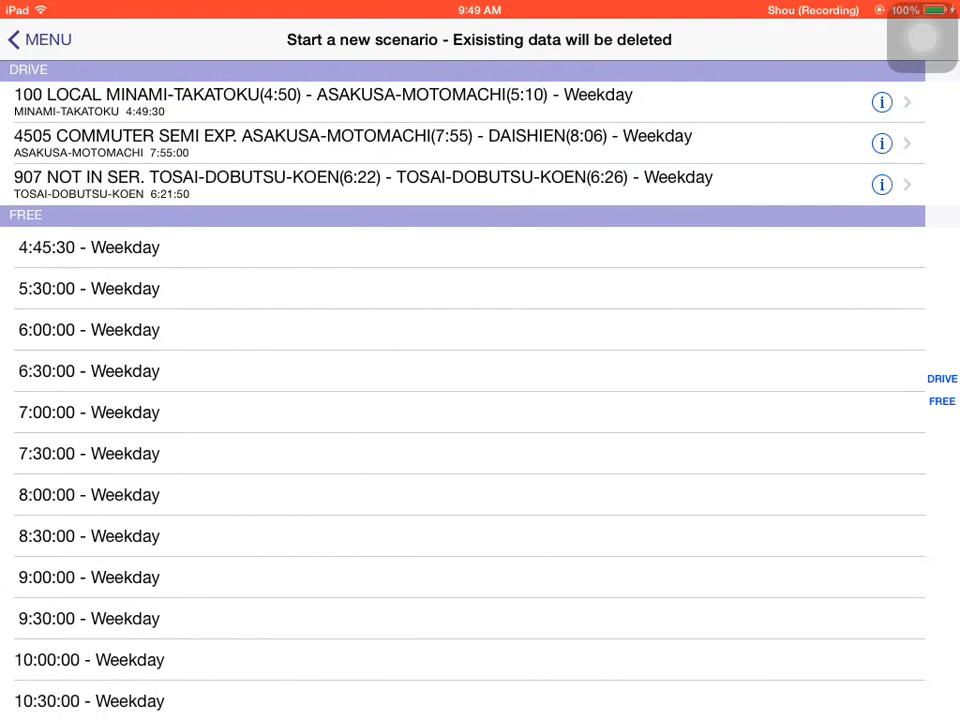 iPad 9:49 AM Shou (Recording) 100%
MENU Start a new scenario - Exisisting data will be deleted
DRIVE
100 LOCAL MINAMI-TAKATOKU(4:50) - ASAKUSA-MOTOMACHI(5:10) - Weekday
MINAMI-TAKATOKU 4:49:30
4505 COMMUTER SEMI EXP. ASAKUSA-MOTOMACHI(7:55) - DAISHIEN(8:06) - Weekday
ASAKUSA-MOTOMACHI 7:55:00
907 NOT IN SER. TOSAI-DOBUTSU-KOEN(6:22) - TOSAI-DOBUTSU-KOEN(6:26) - Weekday
TOSAI-DOBUTSU-KOEN 6:21:50
FREE
4:45:30 - Weekday
5:30:00 - Weekday
6:00:00 - Weekday
6:30:00 - Weekday
7:00:00 - Weekday
7:30:00 - Weekday
8:00:00 - Weekday
8:30:00 - Weekday
9:00:00 - Weekday
9:30:00 - Weekday
10:00:00 - Weekday
10:30:00 - Weekday
DRIVE
FREE